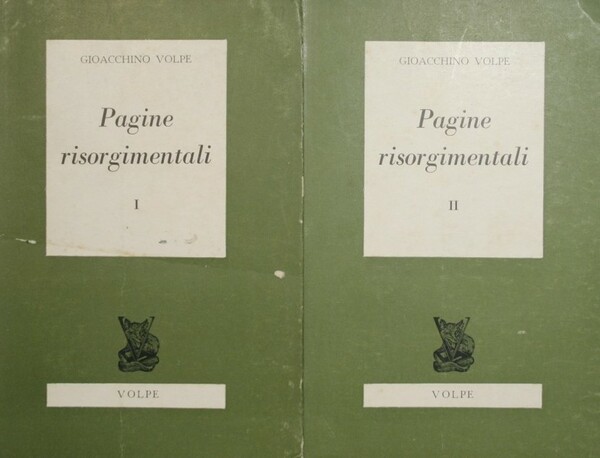 GIOACCHINO VOLPE
Pagine
risorgimentali
I
VOLPE
GIOACCHINO VOLPE
Pagine
risorgimentali
II
VOLPE